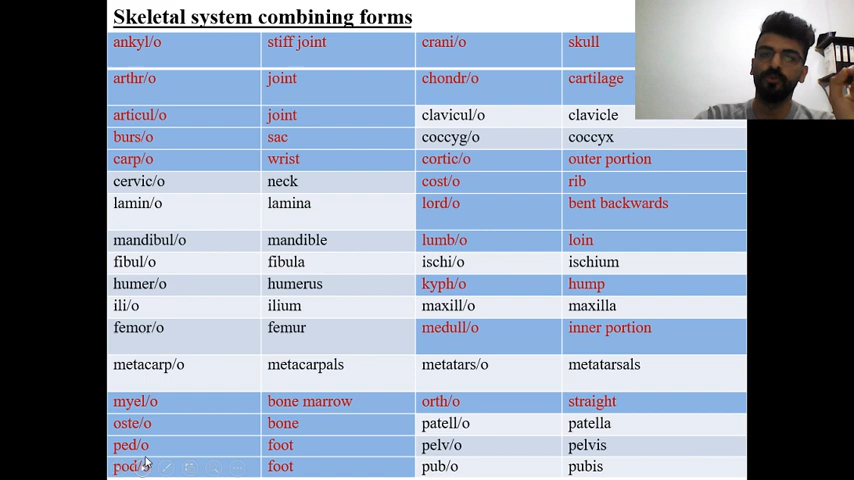 Skeletal system combining forms
ankyl/o stiff joint crani/o skull
arthr/o joint chondr/o cartilage
articul/o joint clavicul/o clavicle
burs/o sac coccyg/o coccyx
carp/o wrist cortic/o outer portion
cervic/o neck cost/o rib
lamin/o lamina lord/o bent backwards
mandibul/o mandible lumb/o loin
fibul/o fibula ischi/o ischium
humer/o humerus kyph/o hump
ili/o ilium maxill/o maxilla
femor/o femur medull/o inner portion
metacarp/o metacarpals metatars/o metatarsals
myel/o bone marrow orth/o straight
oste/o bone patell/o patella
ped/o foot pelv/o pelvis
pod/o foot pub/o pubis